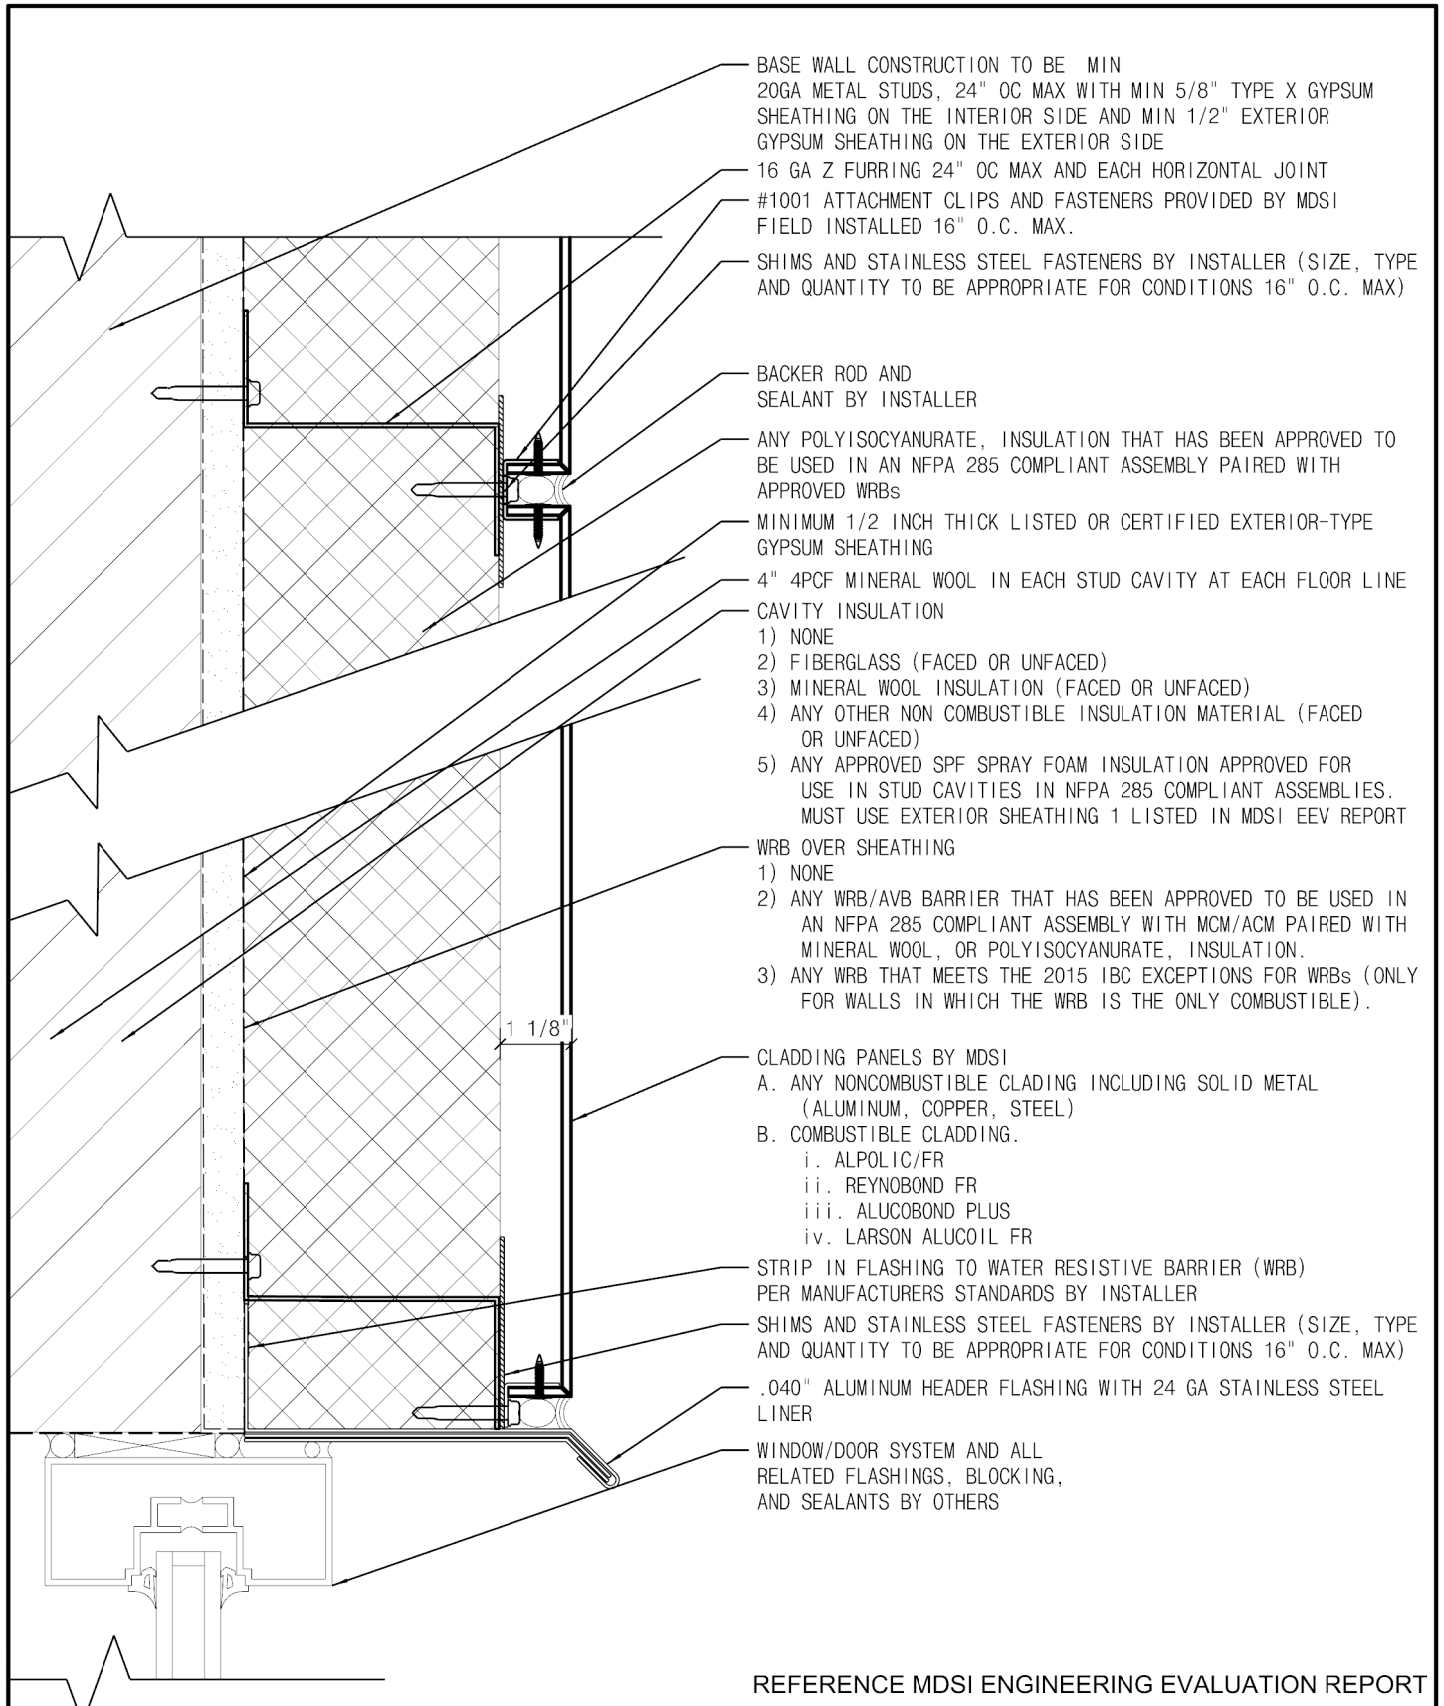 BASE WALL CONSTRUCTION TO BE MIN
20GA METAL STUDS, 24" OC MAX WITH MIN 5/8" TYPE X GYPSUM
SHEATHING ON THE INTERIOR SIDE AND MIN 1/2" EXTERIOR
GYPSUM SHEATHING ON THE EXTERIOR SIDE
16 GA Z FURRING 24" OC MAX AND EACH HORIZONTAL JOINT
#1001 ATTACHMENT CLIPS AND FASTENERS PROVIDED BY MDSI
FIELD INSTALLED 16" O.C. MAX.
SHIMS AND STAINLESS STEEL FASTENERS BY INSTALLER (SIZE, TYPE
AND QUANTITY TO BE APPROPRIATE FOR CONDITIONS 16" O.C. MAX)
BACKER ROD AND
SEALANT BY INSTALLER
ANY POLYISOCYANURATE, INSULATION THAT HAS BEEN APPROVED TO
BE USED IN AN NFPA 285 COMPLIANT ASSEMBLY PAIRED WITH
APPROVED WRBs
MINIMUM 1/2 INCH THICK LISTED OR CERTIFIED EXTERIOR-TYPE
GYPSUM SHEATHING
4" 4PCF MINERAL WOOL IN EACH STUD CAVITY AT EACH FLOOR LINE
CAVITY INSULATION
1) NONE
2) FIBERGLASS (FACED OR UNFACED)
3) MINERAL WOOL INSULATION (FACED OR UNFACED)
4) ANY OTHER NON COMBUSTIBLE INSULATION MATERIAL (FACED
OR UNFACED)
5) ANY APPROVED SPF SPRAY FOAM INSULATION APPROVED FOR
USE IN STUD CAVITIES IN NFPA 285 COMPLIANT ASSEMBLIES.
MUST USE EXTERIOR SHEATHING 1 LISTED IN MDSI EEV REPORT
WRB OVER SHEATHING
1) NONE
2) ANY WRB/AVB BARRIER THAT HAS BEEN APPROVED TO BE USED IN
AN NFPA 285 COMPLIANT ASSEMBLY WITH MCM/ACM PAIRED WITH
MINERAL WOOL, OR POLYISOCYANURATE, INSULATION.
3) ANY WRB THAT MEETS THE 2015 IBC EXCEPTIONS FOR WRBs (ONLY
FOR WALLS IN WHICH THE WRB IS THE ONLY COMBUSTIBLE).
1 1/8"
CLADDING PANELS BY MDSI
A. ANY NONCOMBUSTIBLE CLADING INCLUDING SOLID METAL
(ALUMINUM, COPPER, STEEL)
B. COMBUSTIBLE CLADDING.
i. ALPOLIC/FR
ii. REYNOBOND FR
iii. ALUCOBOND PLUS
iv. LARSON ALUCOIL FR
STRIP IN FLASHING TO WATER RESISTIVE BARRIER (WRB)
PER MANUFACTURERS STANDARDS BY INSTALLER
SHIMS AND STAINLESS STEEL FASTENERS BY INSTALLER (SIZE, TYPE
AND QUANTITY TO BE APPROPRIATE FOR CONDITIONS 16" O.C. MAX)
.040" ALUMINUM HEADER FLASHING WITH 24 GA STAINLESS STEEL
LINER
WINDOW/DOOR SYSTEM AND ALL
RELATED FLASHINGS, BLOCKING,
AND SEALANTS BY OTHERS
REFERENCE MDSI ENGINEERING EVALUATION REPORT